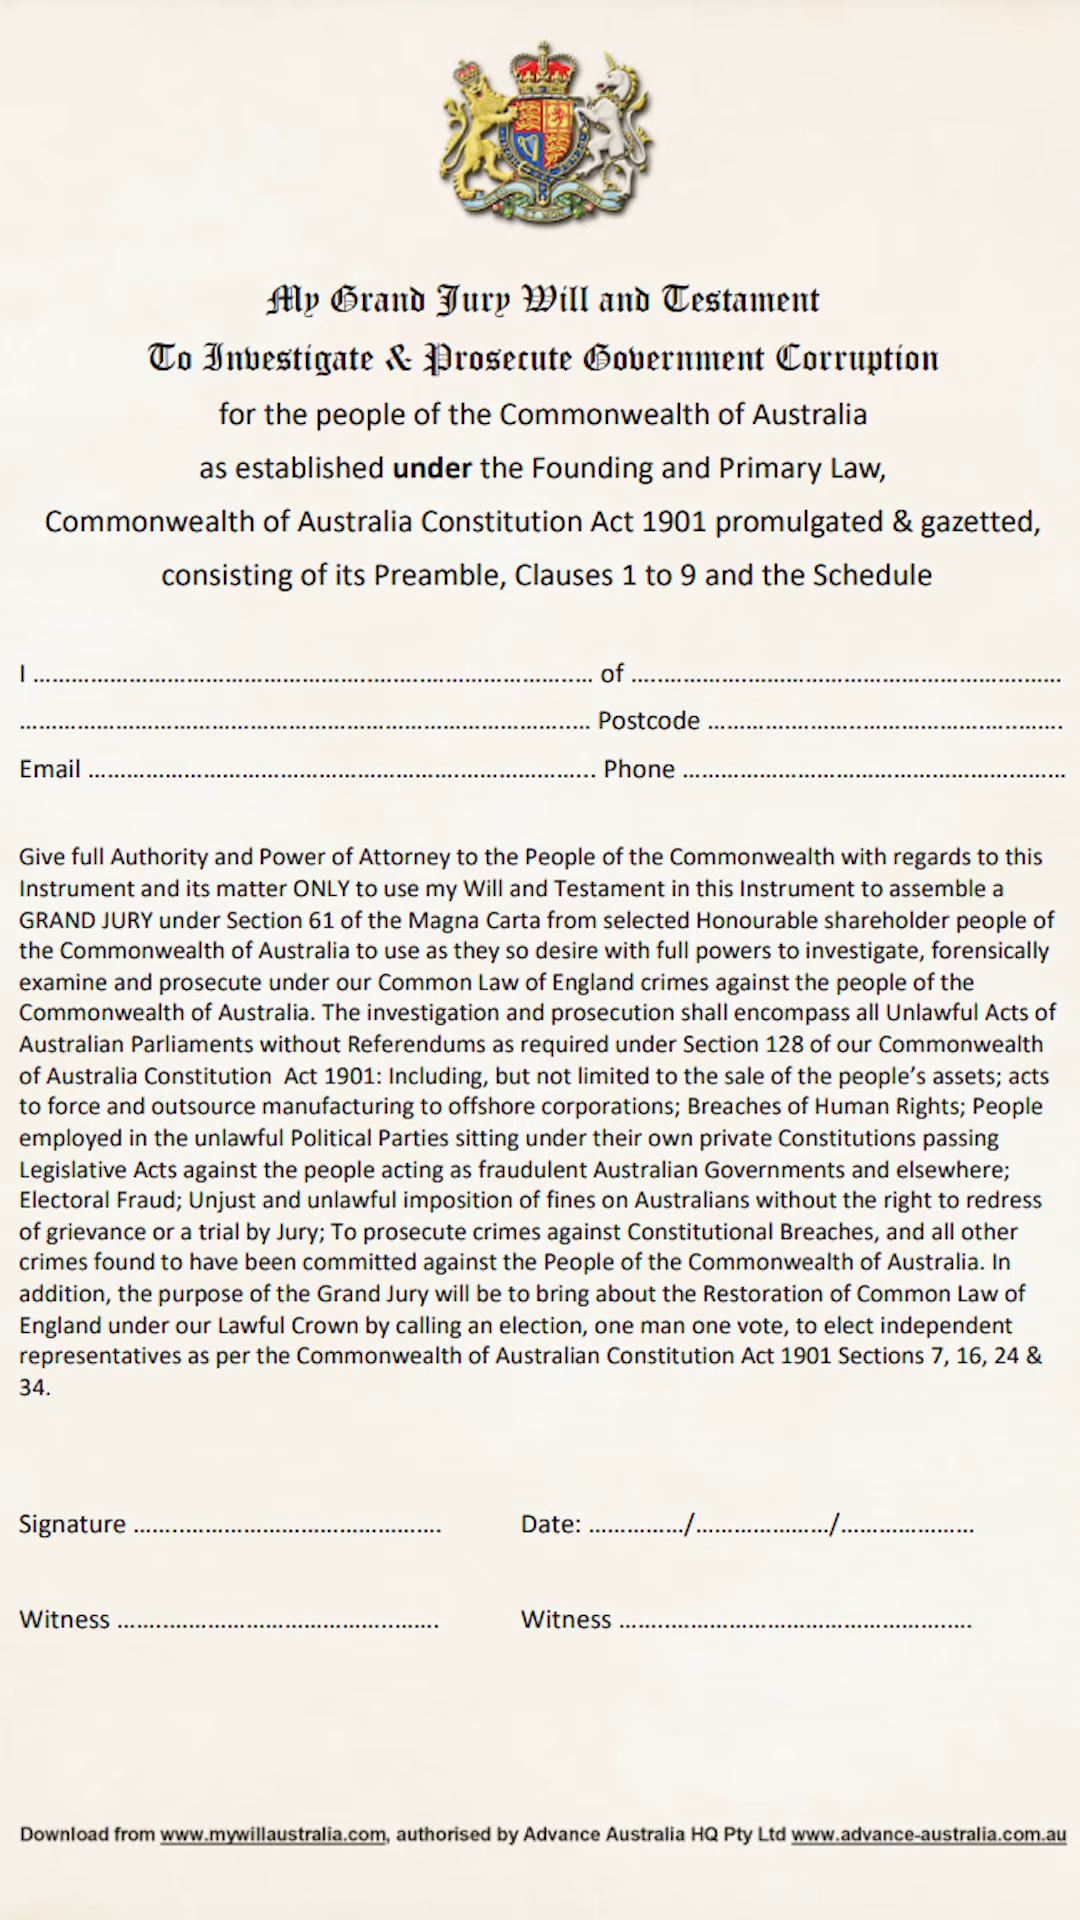 My Grand Jury Will and Testament
To Investigate & Prosecute Government Corruption
for the people of the Commonwealth of Australia
as established under the Founding and Primary Law,
Commonwealth of Australia Constitution Act 1901 promulgated & gazetted,
consisting of its Preamble, Clauses 1 to 9 and the Schedule
I ………………………………………………………………… of ………………………………………………
………………………………………………………………… Postcode ………………………………………
Email ………………………………………………………… Phone …………………………………………
Give full Authority and Power of Attorney to the People of the Commonwealth with regards to this
Instrument and its matter ONLY to use my Will and Testament in this Instrument to assemble a
GRAND JURY under Section 61 of the Magna Carta from selected Honourable shareholder people of
the Commonwealth of Australia to use as they so desire with full powers to investigate, forensically
examine and prosecute under our Common Law of England crimes against the people of the
Commonwealth of Australia. The investigation and prosecution shall encompass all Unlawful Acts of
Australian Parliaments without Referendums as required under Section 128 of our Commonwealth
of Australia Constitution  Act 1901: Including, but not limited to the sale of the people’s assets; acts
to force and outsource manufacturing to offshore corporations; Breaches of Human Rights; People
employed in the unlawful Political Parties sitting under their own private Constitutions passing
Legislative Acts against the people acting as fraudulent Australian Governments and elsewhere;
Electoral Fraud; Unjust and unlawful imposition of fines on Australians without the right to redress
of grievance or a trial by Jury; To prosecute crimes against Constitutional Breaches, and all other
crimes found to have been committed against the People of the Commonwealth of Australia. In
addition, the purpose of the Grand Jury will be to bring about the Restoration of Common Law of
England under our Lawful Crown by calling an election, one man one vote, to elect independent
representatives as per the Commonwealth of Australian Constitution Act 1901 Sections 7, 16, 24 &
34.
Signature ………………………………………. Date: ……………/…………………/…………………
Witness ………………………………………. Witness ……………………………………………
Download from www.mywillaustralia.com, authorised by Advance Australia HQ Pty Ltd www.advance-australia.com.au